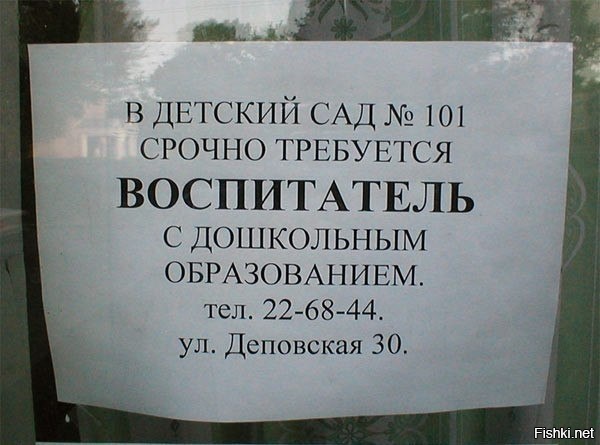 В ДЕТСКИЙ САД № 101
СРОЧНО ТРЕБУЕТСЯ
ВОСПИТАТЕЛЬ
С ДОШКОЛЬНЫМ
ОБРАЗОВАНИЕМ.
тел. 22-68-44.
ул. Деповская 30.
Fishki.net